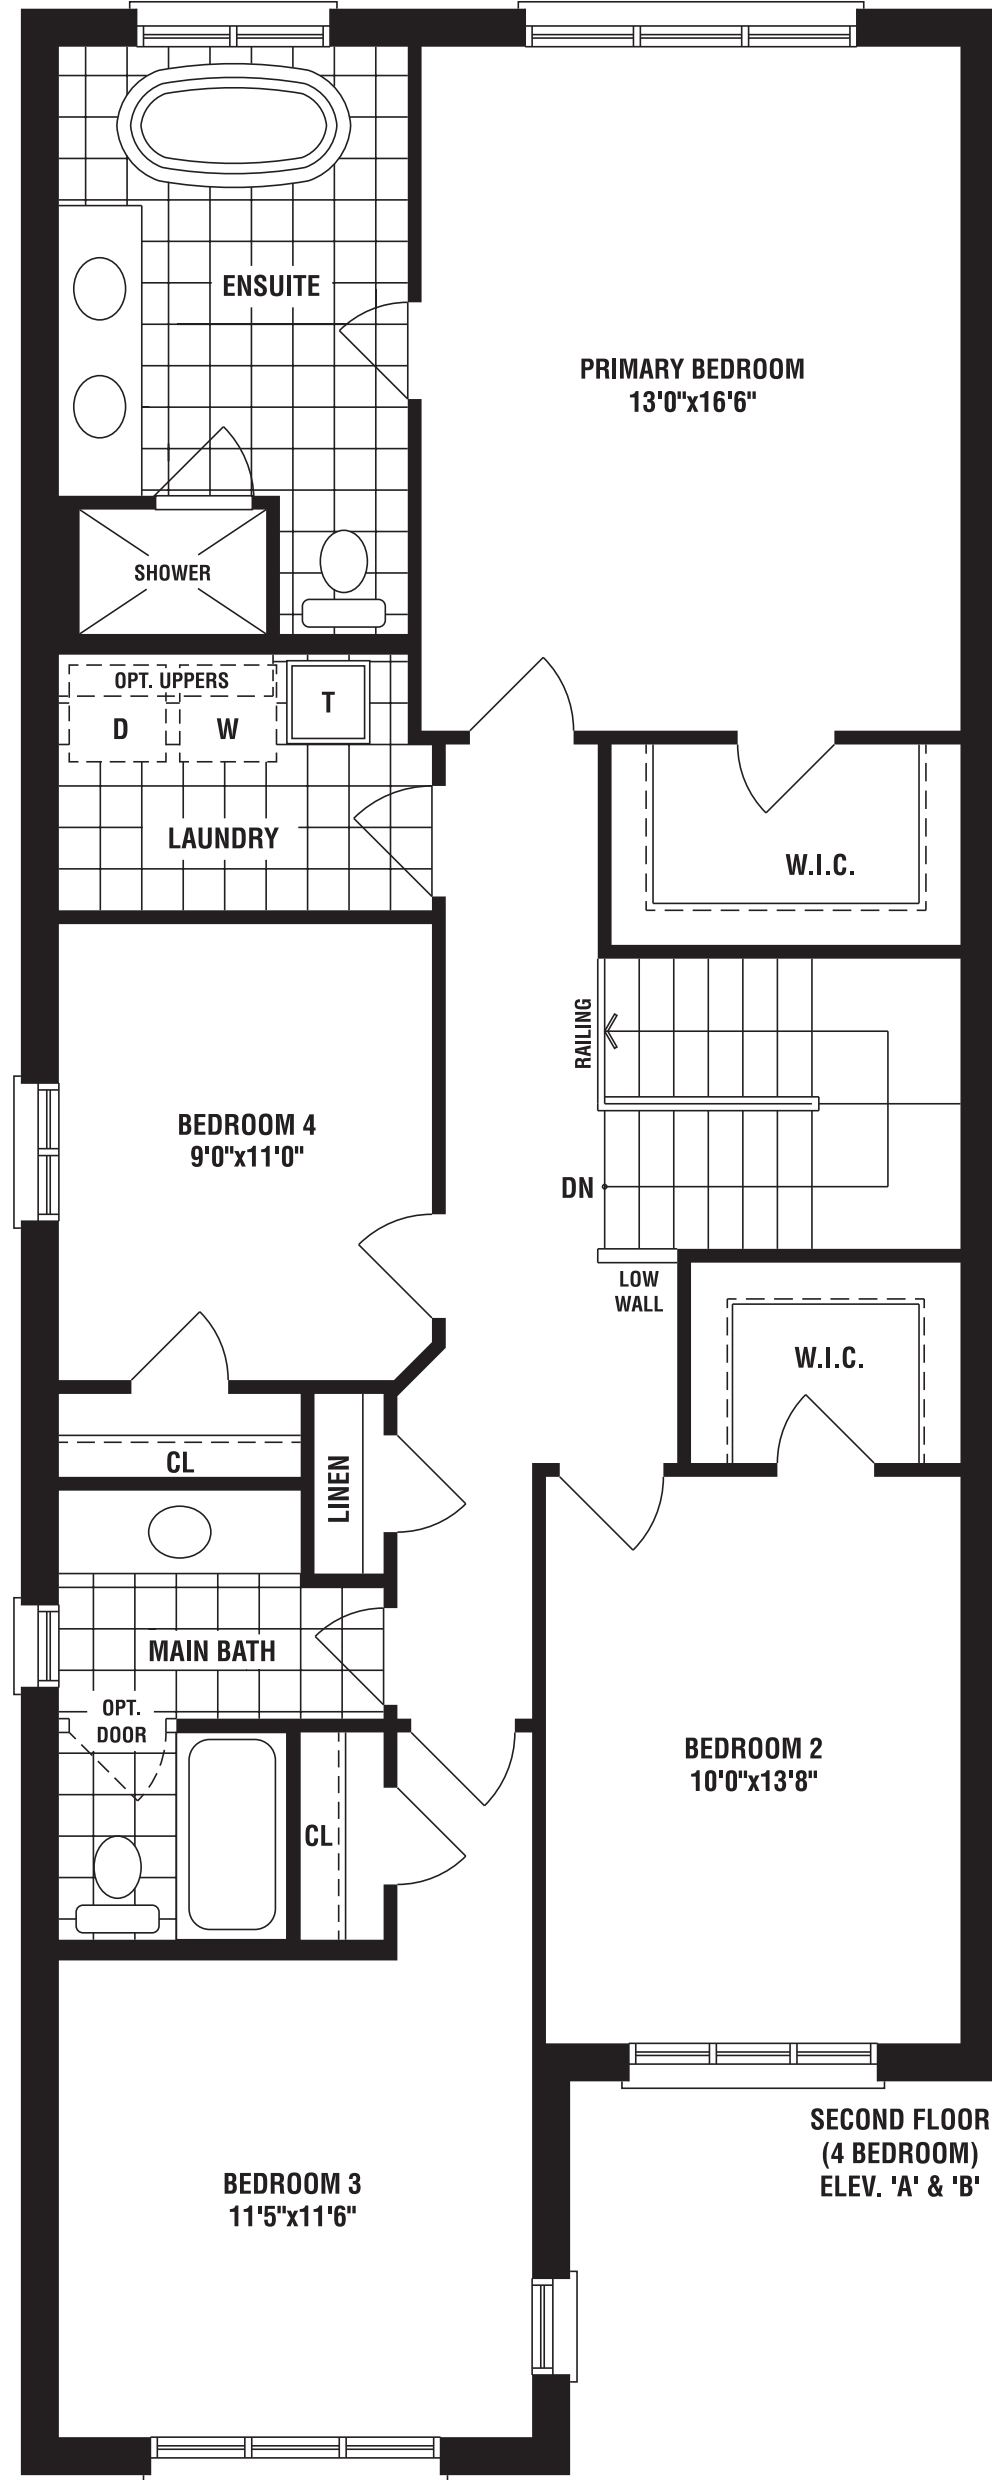 ENSUITE
PRIMARY BEDROOM
13'0"x16'6"
SHOWER
OPT. UPPERS
D
W
T
LAUNDRY
W.I.C.
RAILING
BEDROOM 4
9'0"x11'0"
DN
LOW
WALL
W.I.C.
CL
LINEN
MAIN BATH
OPT.
DOOR
BEDROOM 2
10'0"x13'8"
CL
SECOND FLOOR
(4 BEDROOM)
ELEV. 'A' & 'B'
BEDROOM 3
11'5"x11'6"